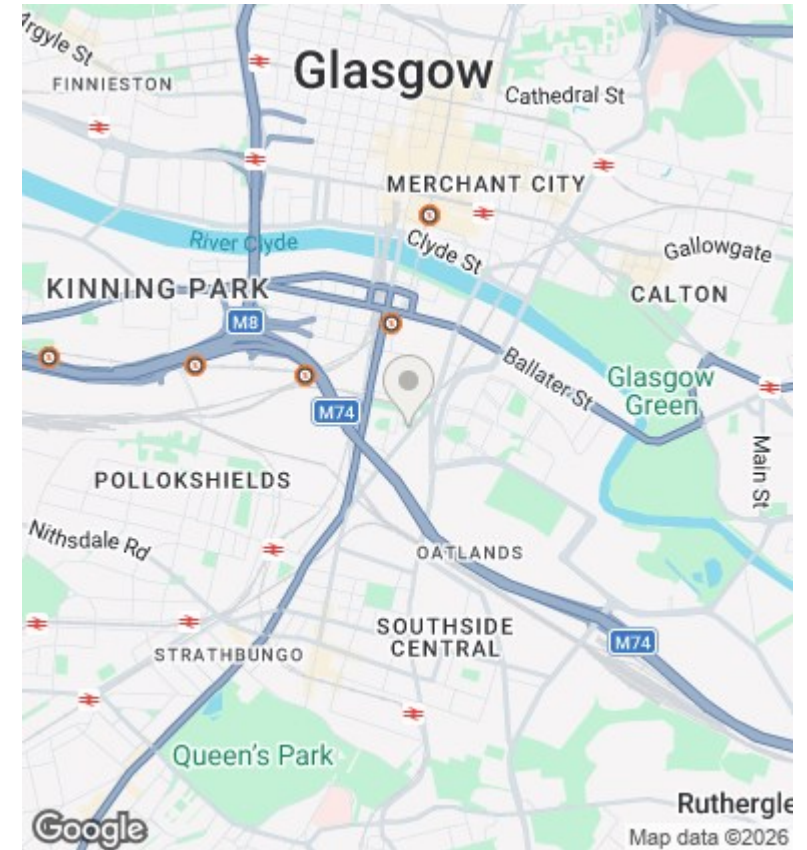 Argyle St
Glasgow
FINNIESTON
Cathedral St
MERCHANT CITY
River Clyde
Clyde St
Gallowgate
KINNING PARK
CALTON
M8
Ballater St
Glasgow
Green
M74
Main St
POLLOKSHIELDS
Nithsdale Rd
OATLANDS
SOUTHSIDE
CENTRAL
M74
STRATHBUNGO
Queen's Park
Ruthergle
Google
Map data ©2026